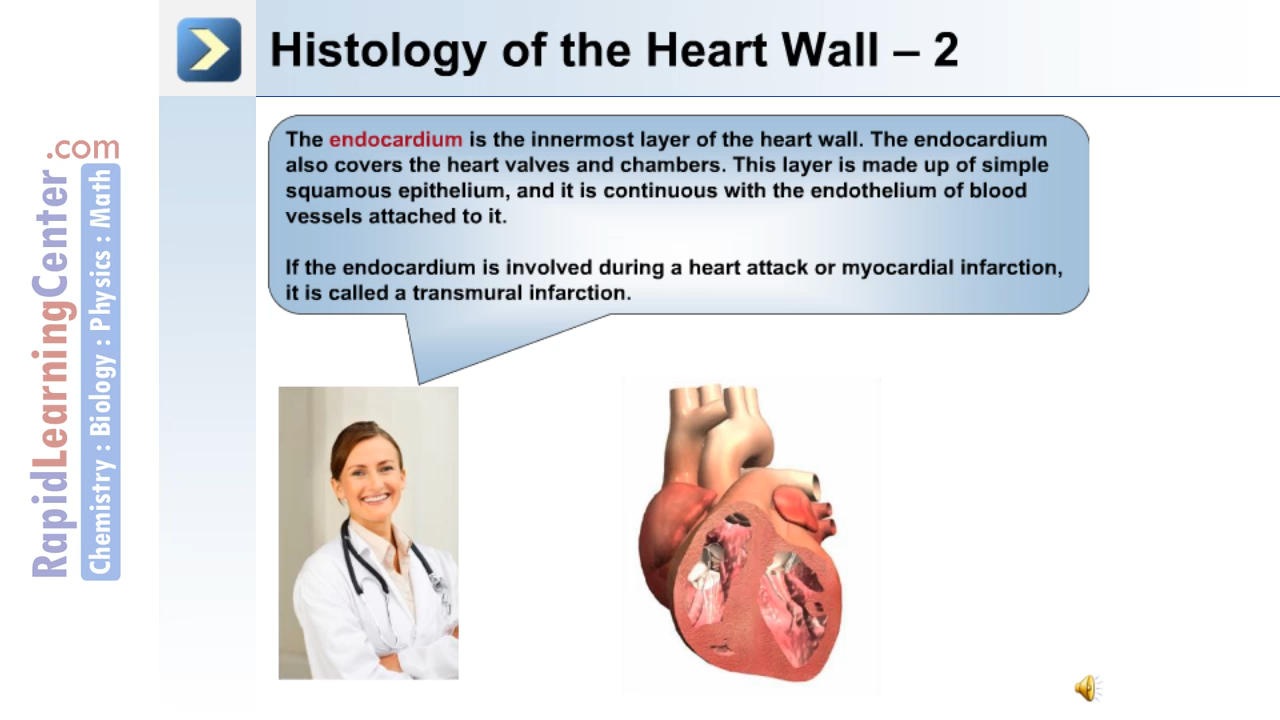 Histology of the Heart Wall – 2
The endocardium is the innermost layer of the heart wall. The endocardium
also covers the heart valves and chambers. This layer is made up of simple
squamous epithelium, and it is continuous with the endothelium of blood
vessels attached to it.
If the endocardium is involved during a heart attack or myocardial infarction,
it is called a transmural infarction.
RapidLearningCenter.com
Chemistry : Biology : Physics : Math